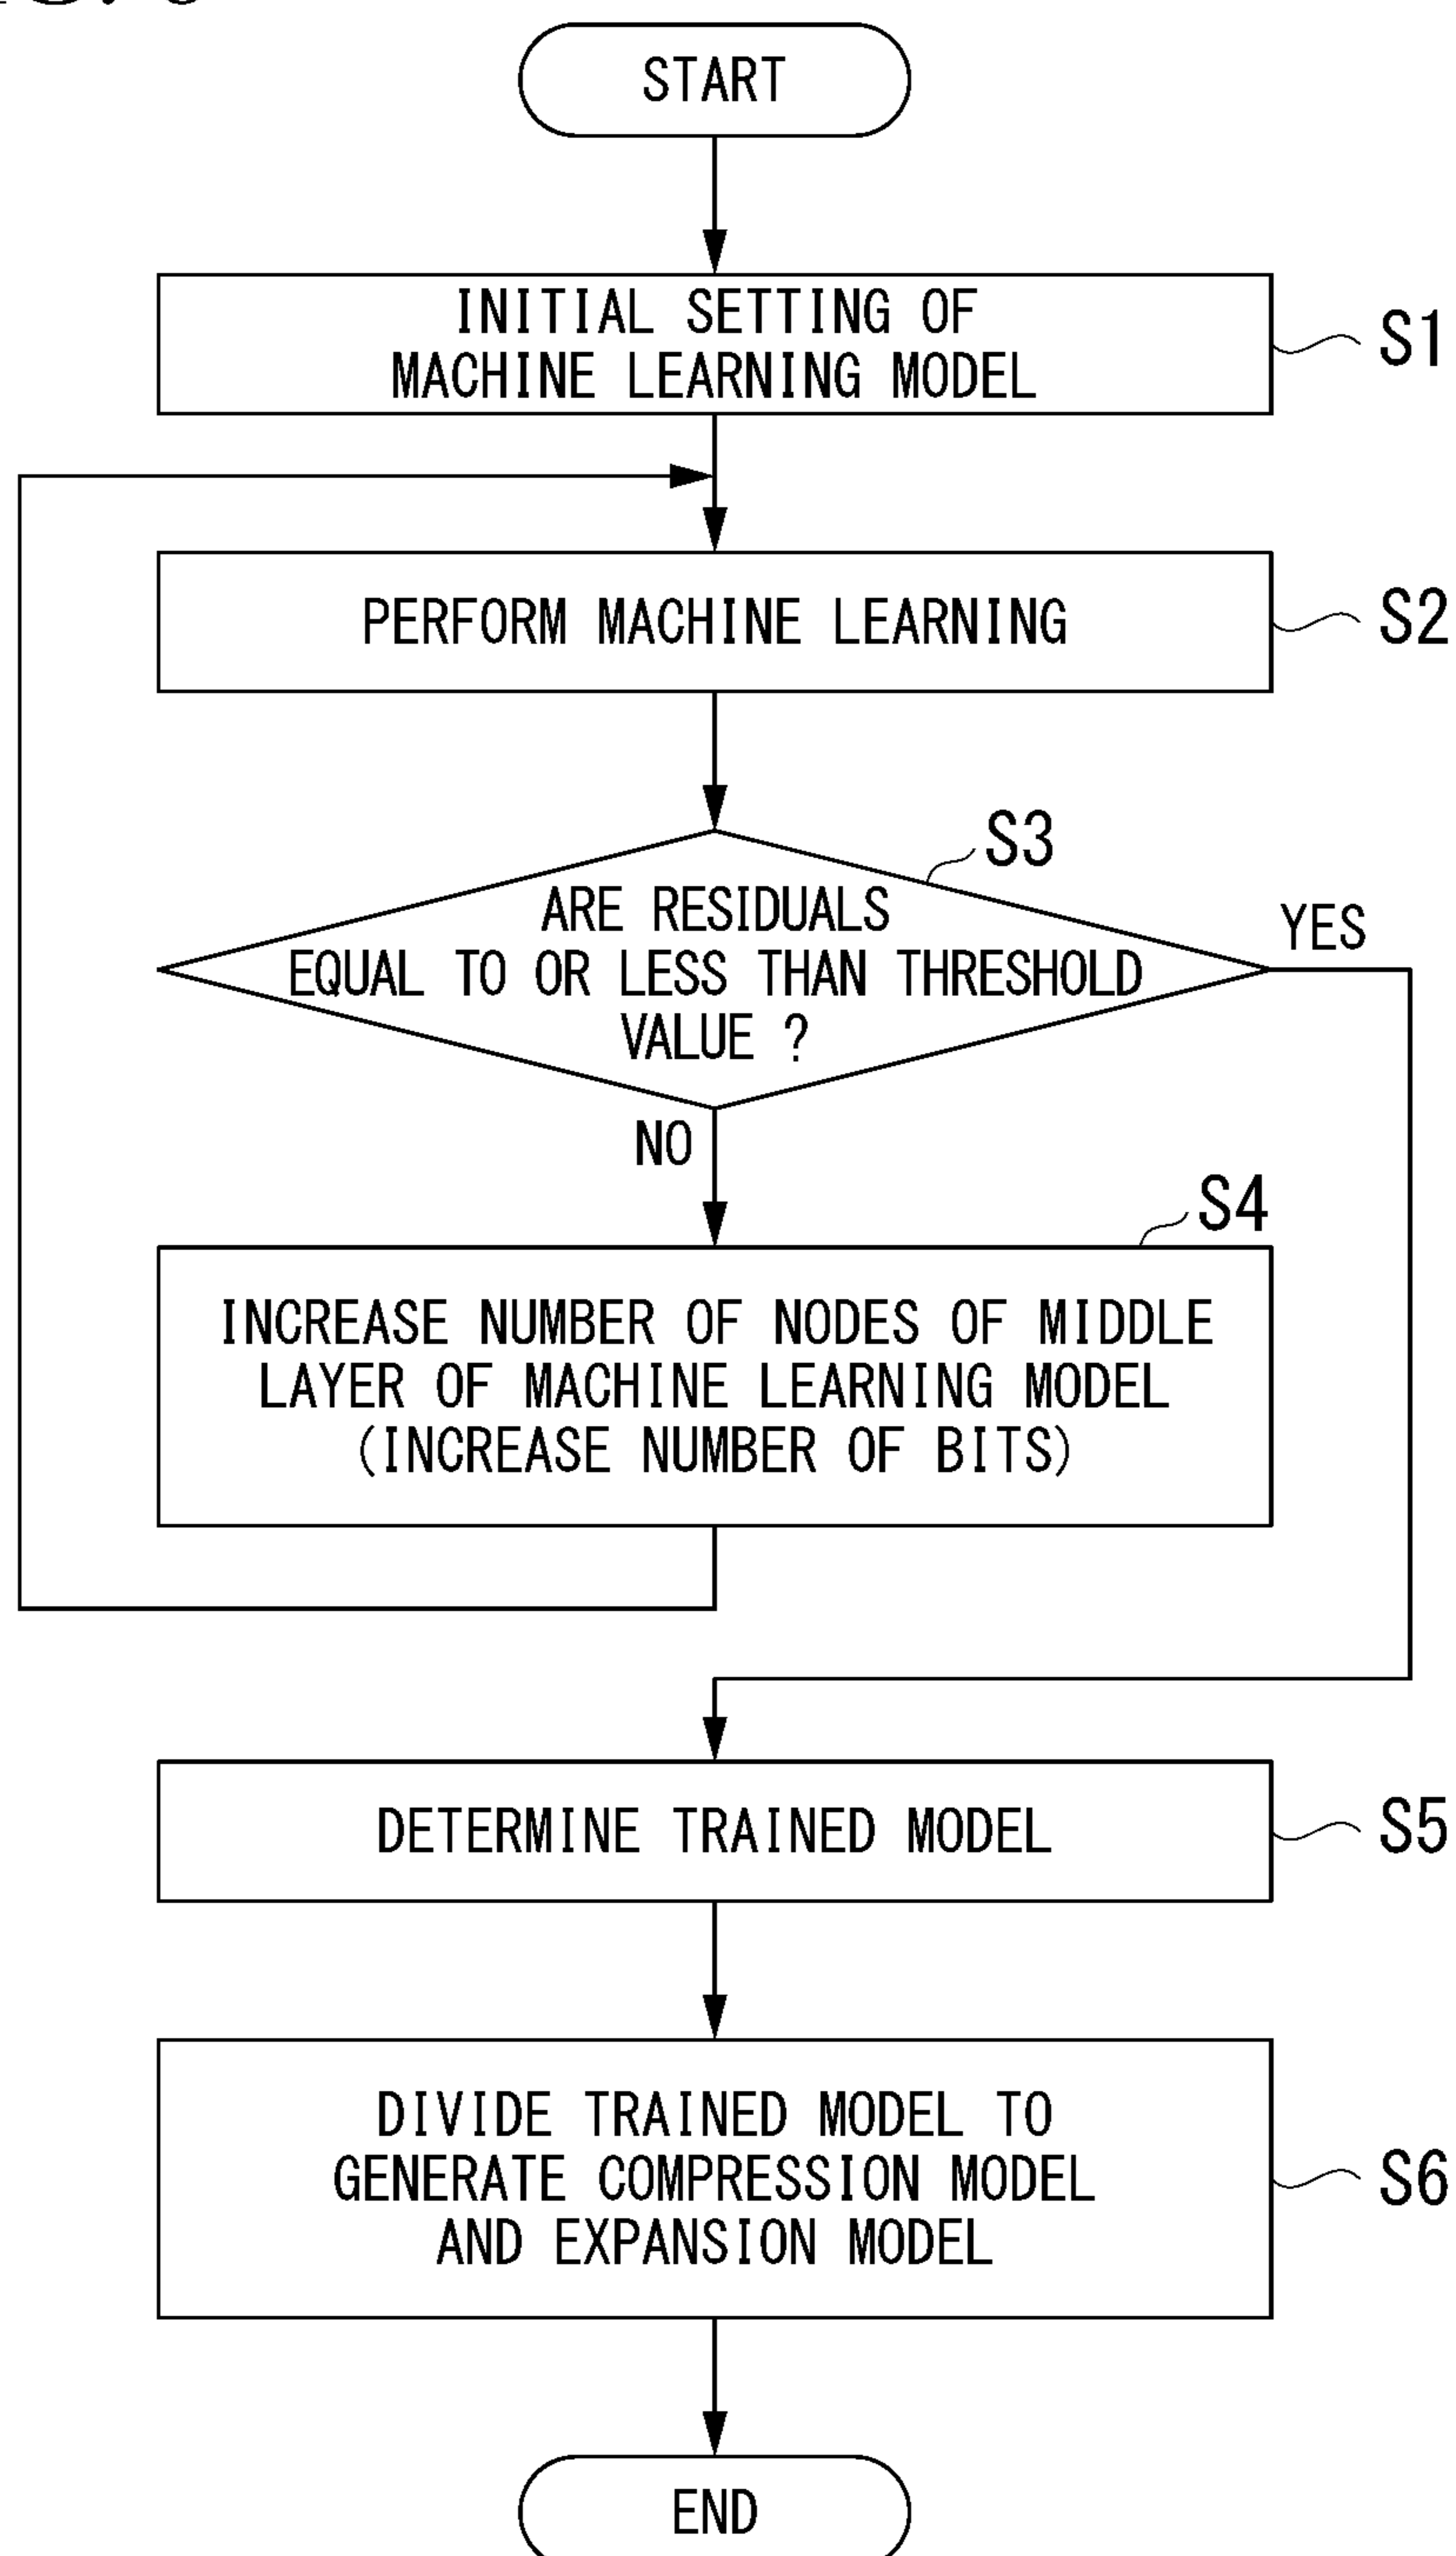 START
INITIAL SETTING OF
MACHINE LEARNING MODEL
S1
PERFORM MACHINE LEARNING
S2
S3
ARE RESIDUALS
EQUAL TO OR LESS THAN THRESHOLD
VALUE ?
YES
NO
S4
INCREASE NUMBER OF NODES OF MIDDLE
LAYER OF MACHINE LEARNING MODEL
(INCREASE NUMBER OF BITS)
DETERMINE TRAINED MODEL
S5
DIVIDE TRAINED MODEL TO
GENERATE COMPRESSION MODEL
AND EXPANSION MODEL
S6
END